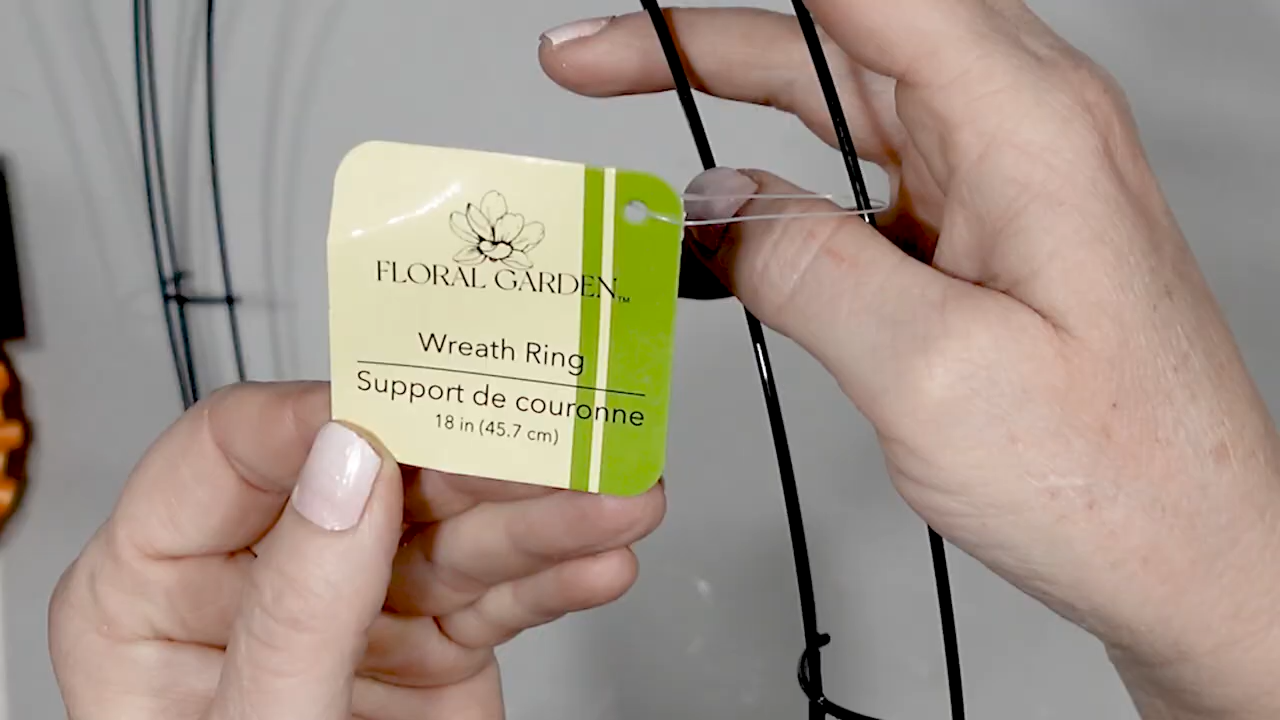 FLORAL GARDEN™
Wreath Ring
Support de couronne
18 in (45.7 cm)